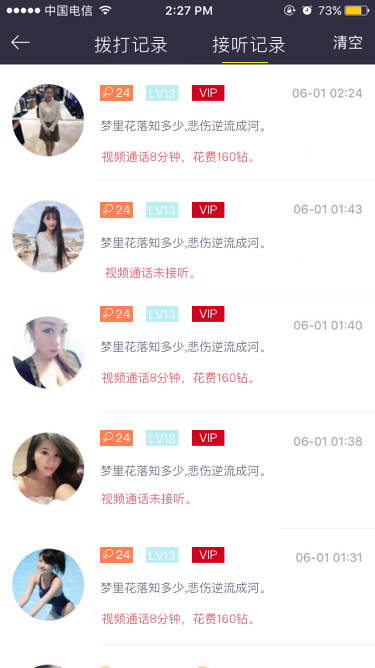 中国电信 2:27 PM 73%
拨打记录 接听记录 清空
24 LV13 VIP 06-01 02:24
梦里花落知多少,悲伤逆流成河。
视频通话8分钟，花费160钻。
24 LV13 VIP 06-01 01:43
梦里花落知多少,悲伤逆流成河。
视频通话未接听。
24 LV13 VIP 06-01 01:40
梦里花落知多少,悲伤逆流成河。
视频通话8分钟，花费160钻。
24 LV13 VIP 06-01 01:38
梦里花落知多少,悲伤逆流成河。
视频通话未接听。
24 LV13 VIP 06-01 01:31
梦里花落知多少,悲伤逆流成河。
视频通话8分钟，花费160钻。